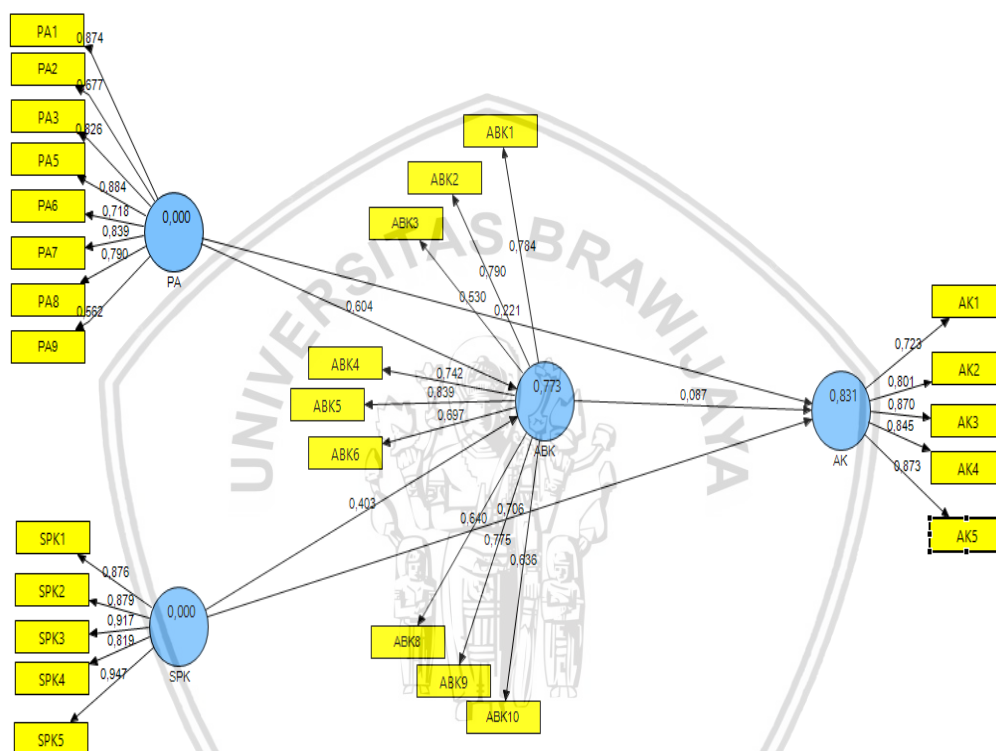 PA1
0,874
PA2
0,677
PA3
0,826
PA5
0,884
PA6
0,718
PA7
0,839
PA8
0,790
PA9
0,562
0,000
PA
ABK1
0,784
ABK2
0,790
ABK3
0,530
UNIVERSITAS BRAWIJAYA
0,604
0,221
ABK4
0,742
ABK5
0,839
ABK6
0,697
0,773
ABK
0,087
0,403
0,706
0,640
0,775
0,636
ABK8
ABK9
ABK10
AK1
0,723
AK2
0,801
AK3
0,870
AK4
0,845
AK5
0,873
0,831
AK
SPK1
0,876
SPK2
0,879
SPK3
0,917
SPK4
0,819
SPK5
0,947
0,000
SPK